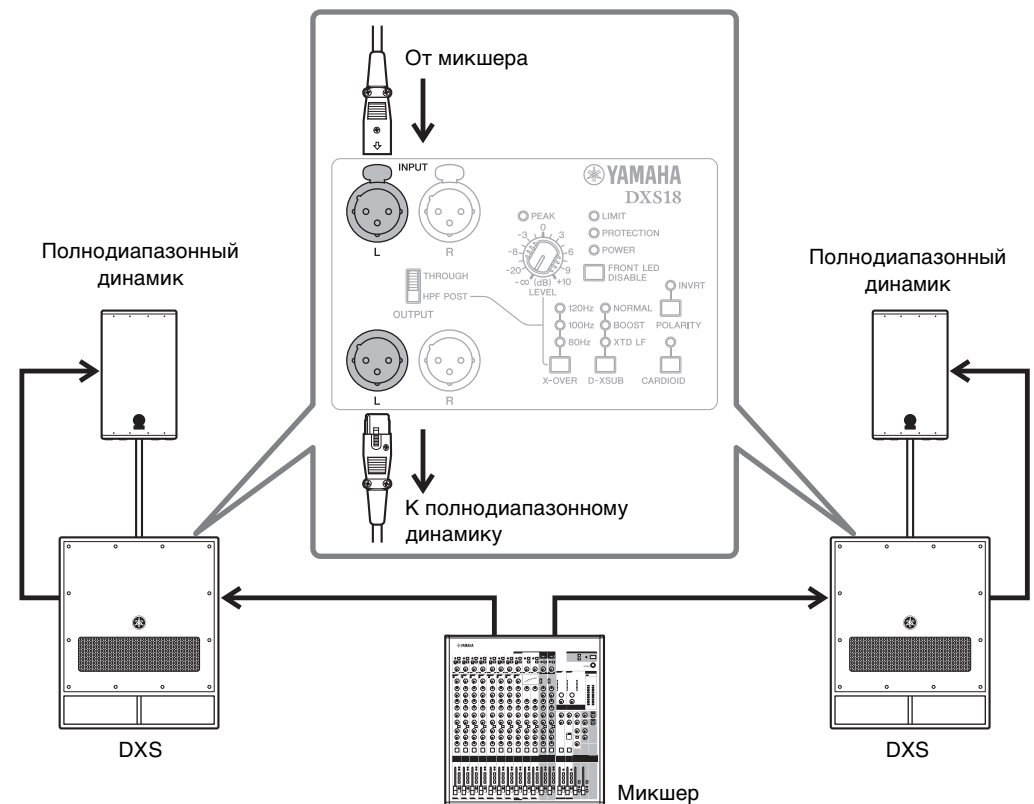 От микшера
INPUT
YAMAHA
DXS18
L
R
PEAK
LIMIT
PROTECTION
POWER
FRONT LED
DISABLE
0
-3
3
-8
6
-20
9
-∞ (dB) +10
LEVEL
THROUGH
HPF POST
OUTPUT
INVRT
120Hz
NORMAL
POLARITY
100Hz
BOOST
80Hz
XTD LF
X-OVER
D-XSUB
CARDIOID
L
R
Полнодиапазонный
динамик
Полнодиапазонный
динамик
К полнодиапазонному
динамику
DXS
DXS
YAMAHA
Микшер